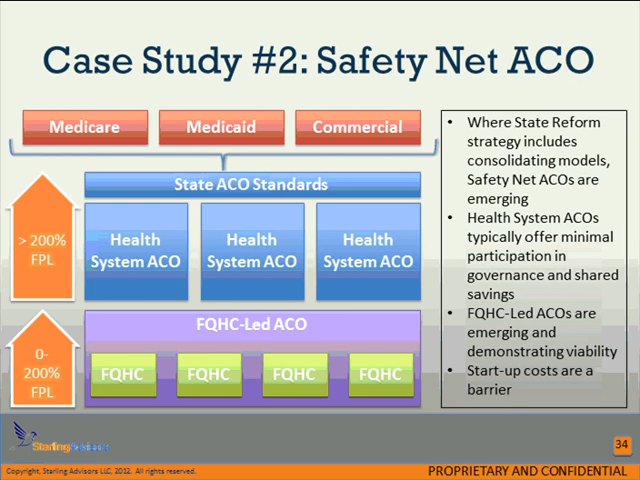 Case Study #2: Safety Net ACO
Medicare
Medicaid
Commercial
State ACO Standards
> 200%
FPL
Health
System ACO
Health
System ACO
Health
System ACO
FQHC-Led ACO
0-
200%
FPL
FQHC
FQHC
FQHC
FQHC
• Where State Reform
strategy includes
consolidating models,
Safety Net ACOs are
emerging
• Health System ACOs
typically offer minimal
participation in
governance and shared
savings
• FQHC-Led ACOs are
emerging and
demonstrating viability
• Start-up costs are a
barrier
StarlingAdvisors
34
Copyright, Starling Advisors LLC, 2012. All rights reserved.
PROPRIETARY AND CONFIDENTIAL